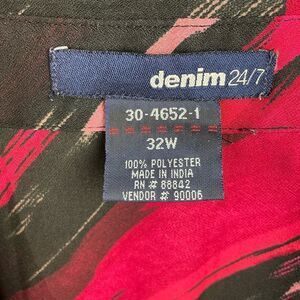 denim 24/7
30-4652-1
32W
100% POLYESTER
MADE IN INDIA
RN # 88842
VENDOR # 90006